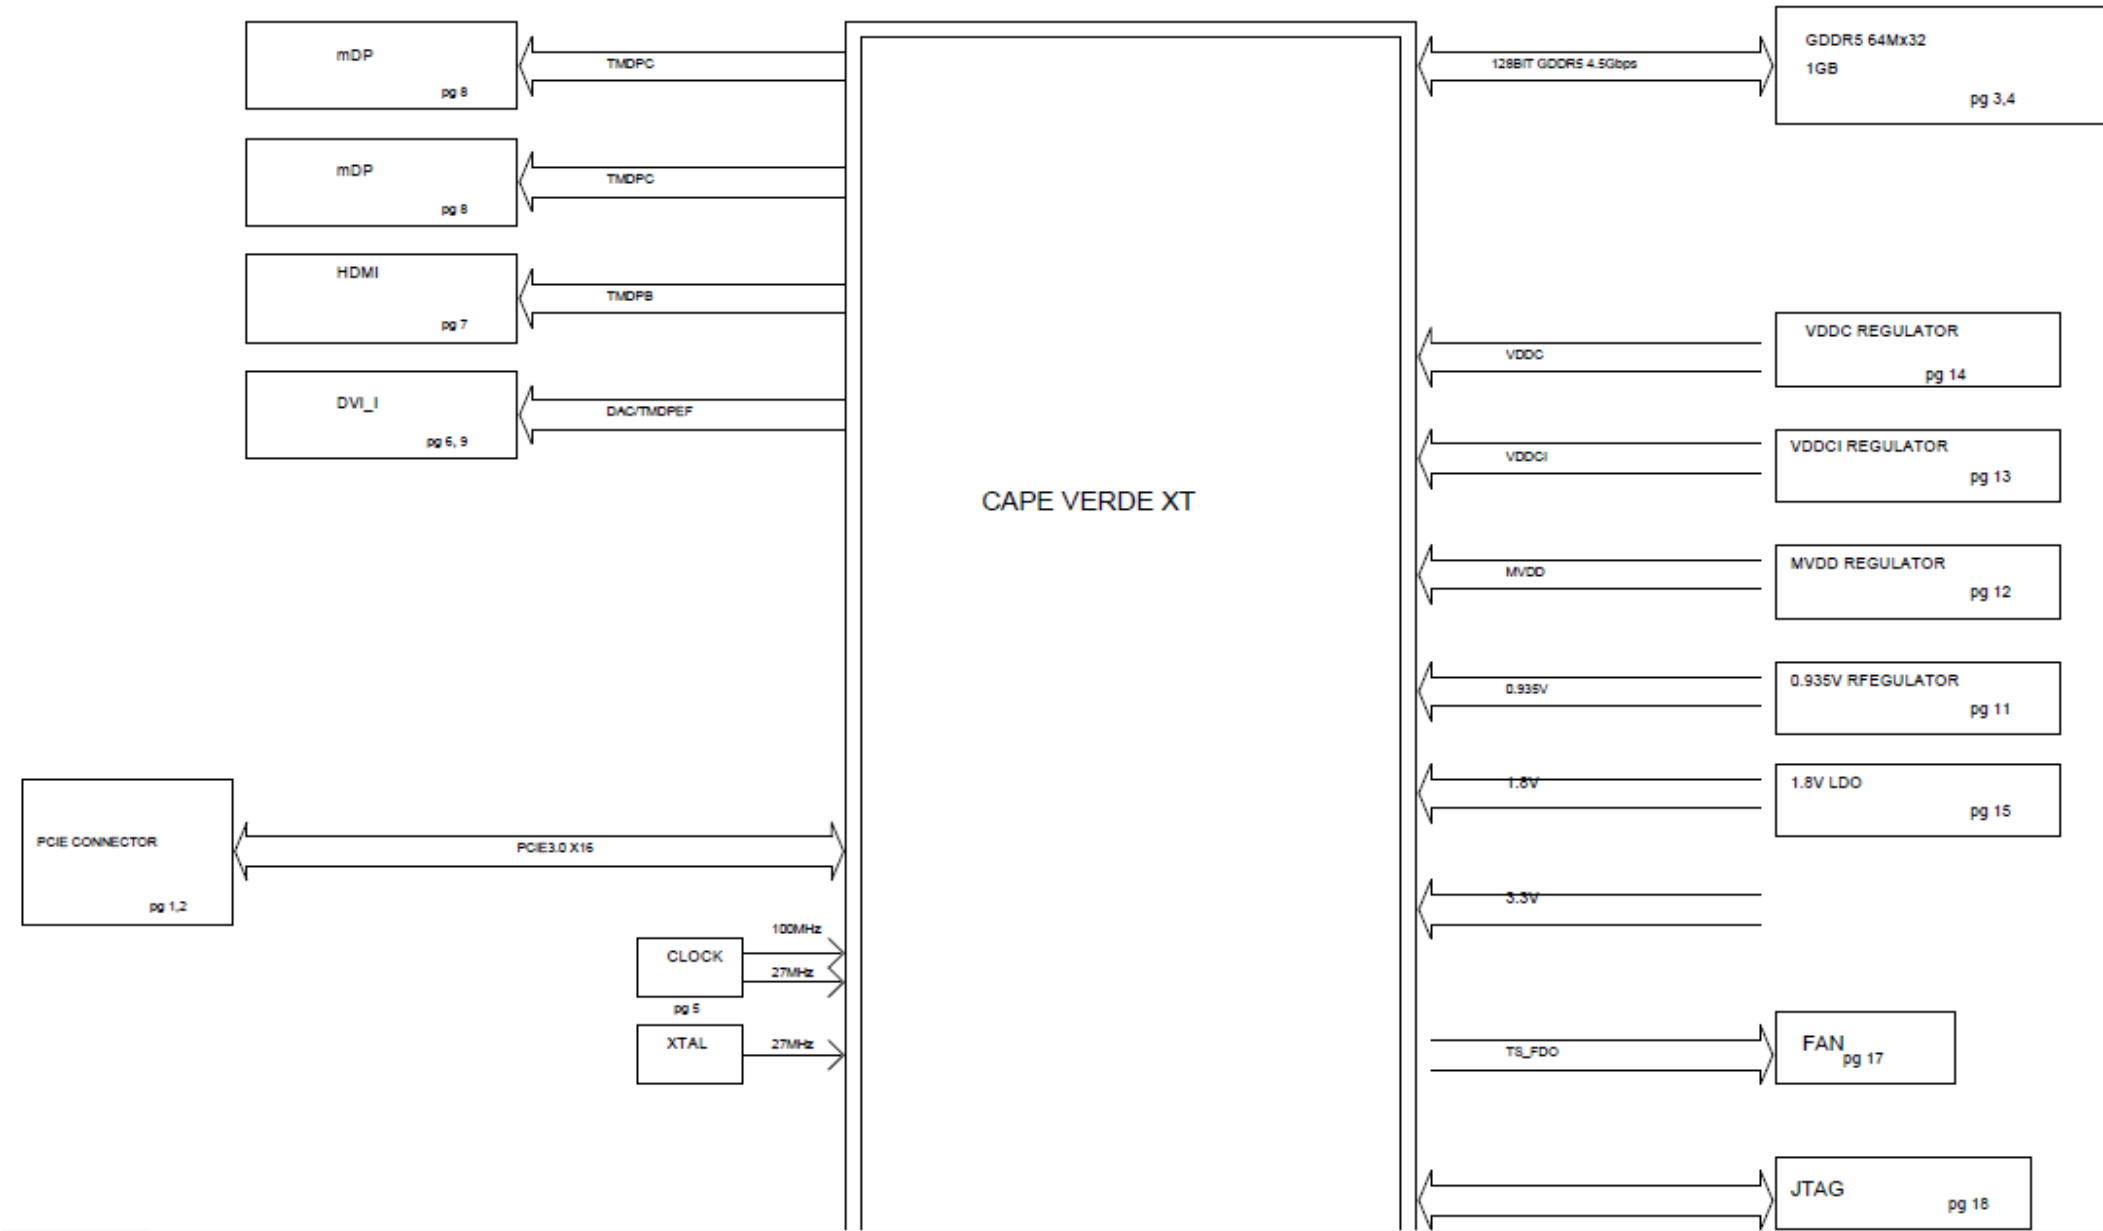 mDP
pg 8
TMDPC
mDP
pg 8
TMDPC
HDMI
pg 7
TMDPB
DVI_I
pg 6, 9
DAC/TMDPEF
PCIE CONNECTOR
pg 1,2
PCIE3.0 X16
CLOCK
pg 5
100MHz
27MHz
XTAL
27MHz
CAPE VERDE XT
128BIT GDDR5 4.5Gbps
GDDR5 64Mx32
1GB
pg 3,4
VDDC
VDDC REGULATOR
pg 14
VDDCI
VDDCI REGULATOR
pg 13
MVDD
MVDD REGULATOR
pg 12
0.935V
0.935V RFEGULATOR
pg 11
1.8V
1.8V LDO
pg 15
3.3V
TS_FDO
FAN
pg 17
JTAG
pg 18